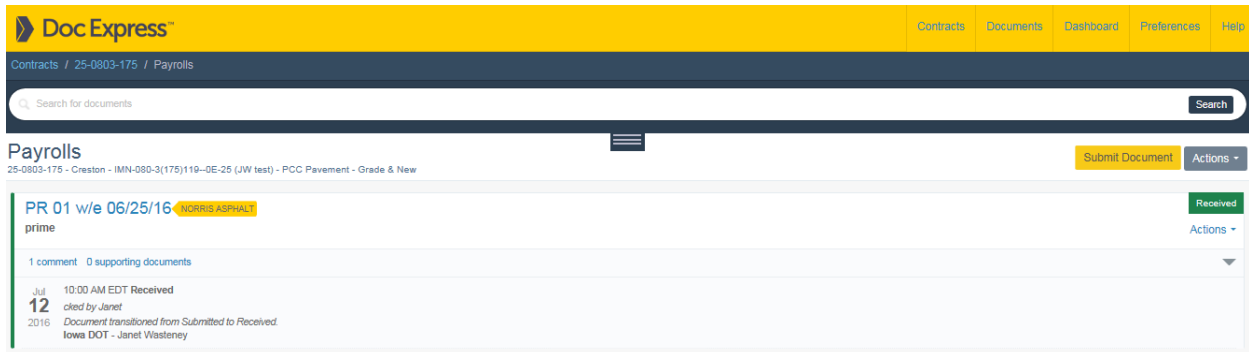 Doc Express™
Contracts Documents Dashboard Preferences Help
Contracts / 25-0803-175 / Payrolls
Search for documents Search
Payrolls
Submit Document Actions
25-0803-175 - Creston - IMN-080-3(175)119--0E-25 (JW test) - PCC Pavement - Grade & New
PR 01 w/e 06/25/16 NORRIS ASPHALT Received
prime Actions
1 comment 0 supporting documents
Jul 10:00 AM EDT Received
12 cked by Janet
2016 Document transitioned from Submitted to Received.
Iowa DOT - Janet Wasteney